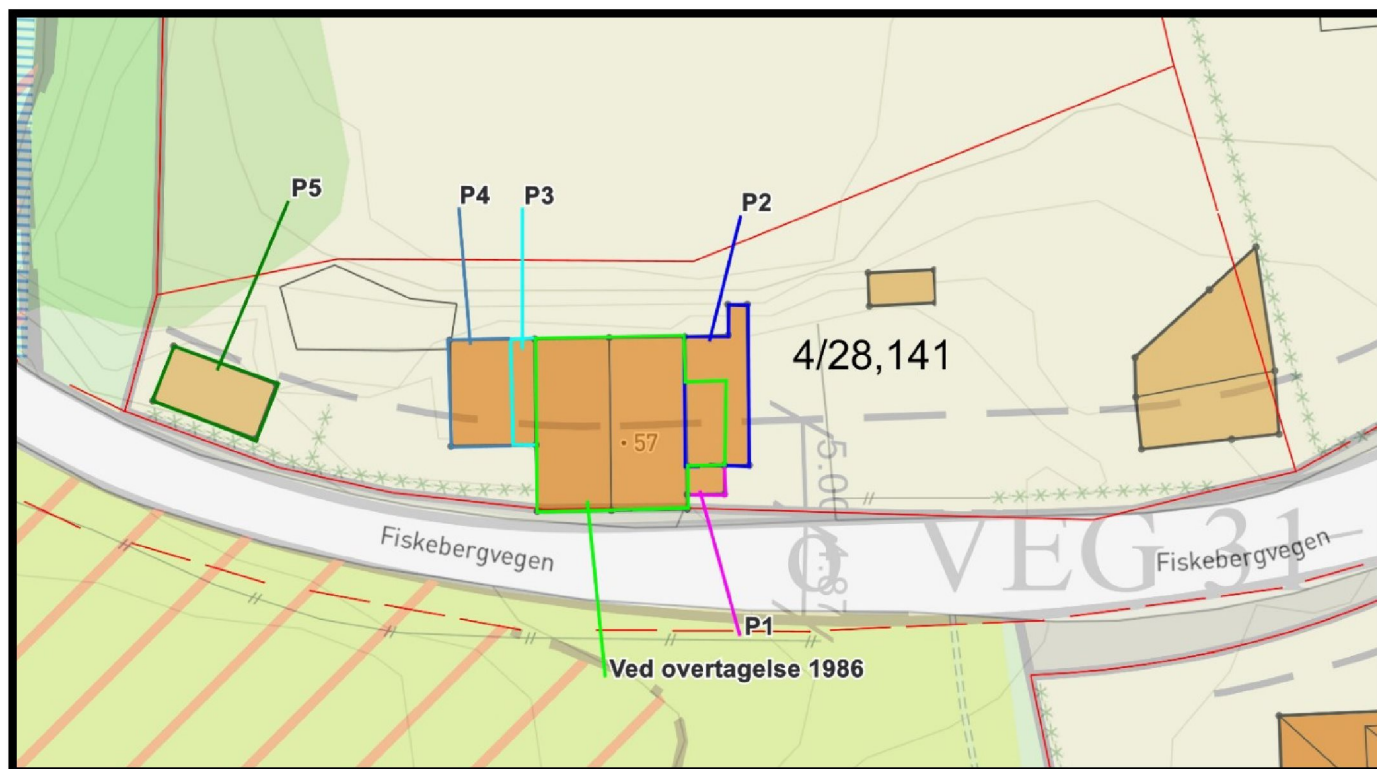 P5
P4
P3
P2
4/28,141
57
Fiskebergvegen
VEG 31
Fiskebergvegen
P1
Ved overtagelse 1986